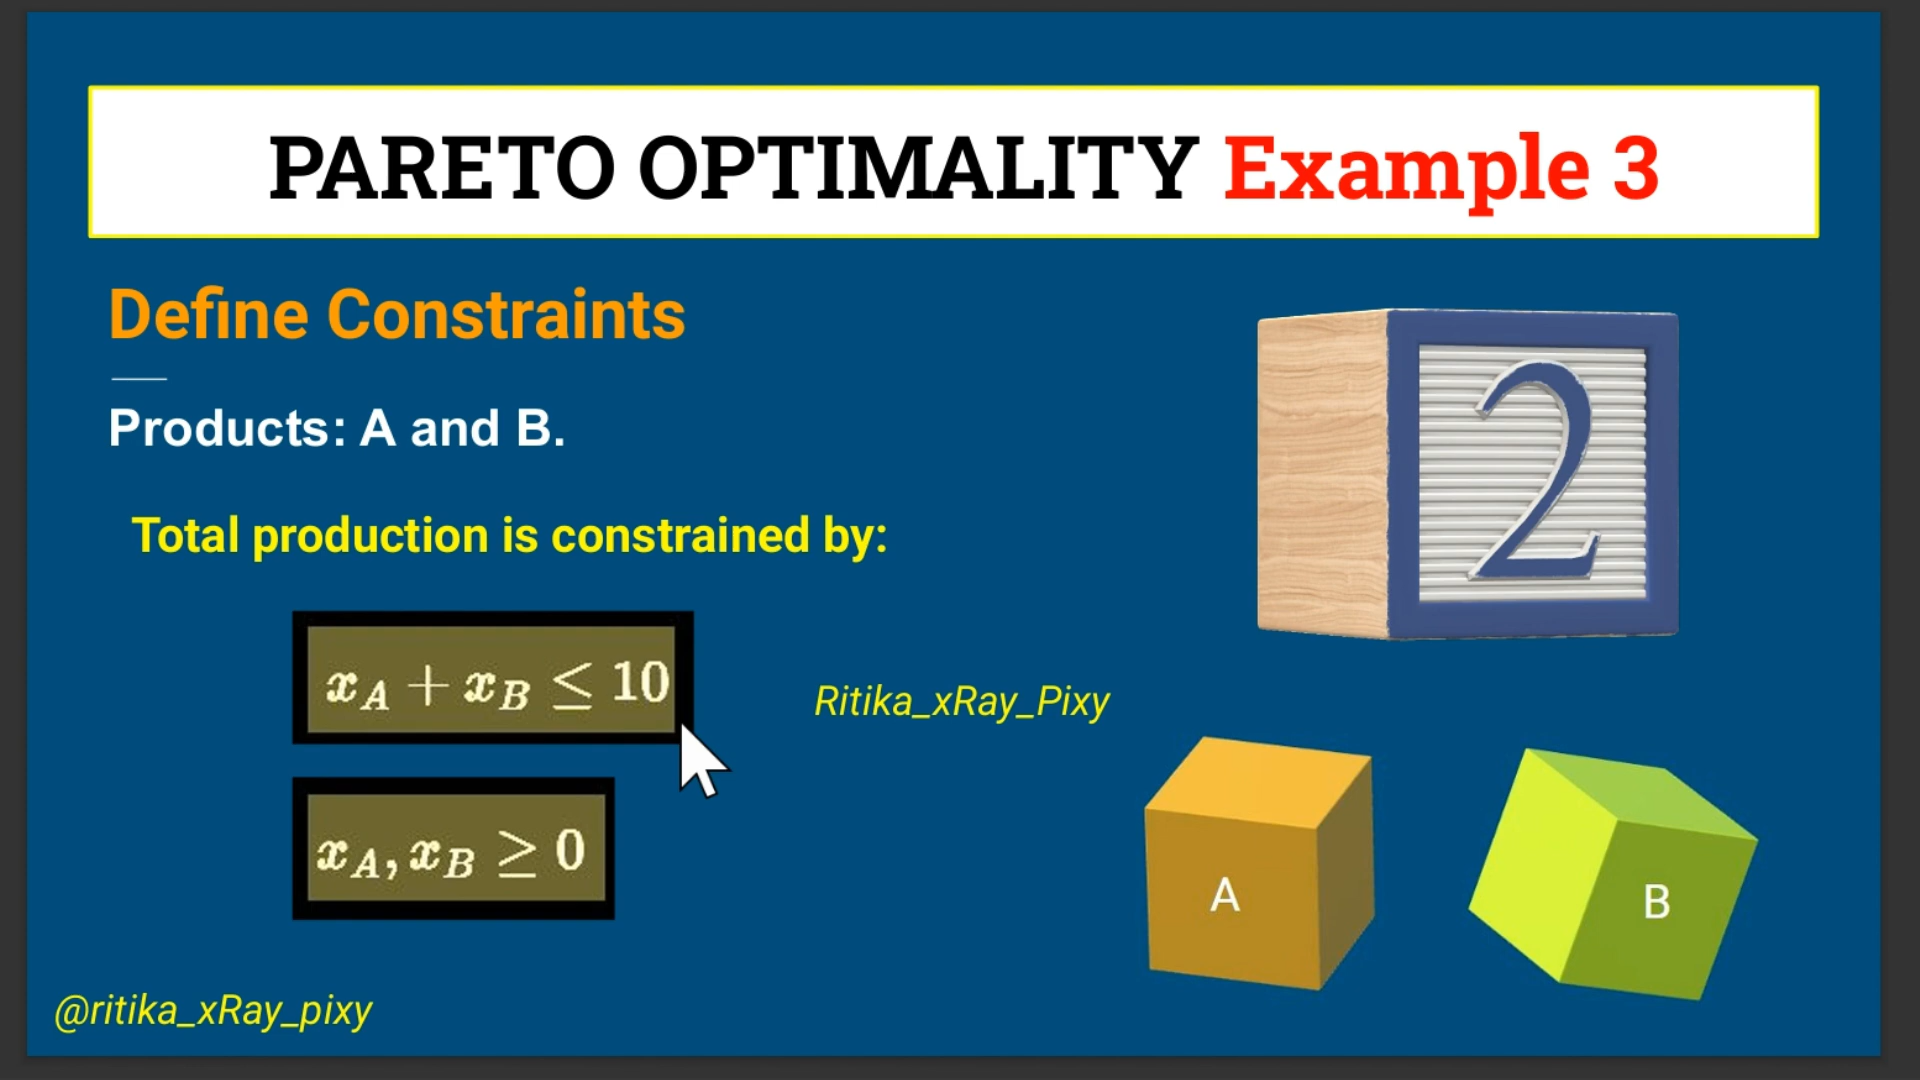 PARETO OPTIMALITY Example 3
Define Constraints
Products: A and B.
Total production is constrained by:
x_A + x_B ≤ 10
x_A, x_B ≥ 0
2
Ritika_xRay_Pixy
A
B
@ritika_xRay_pixy